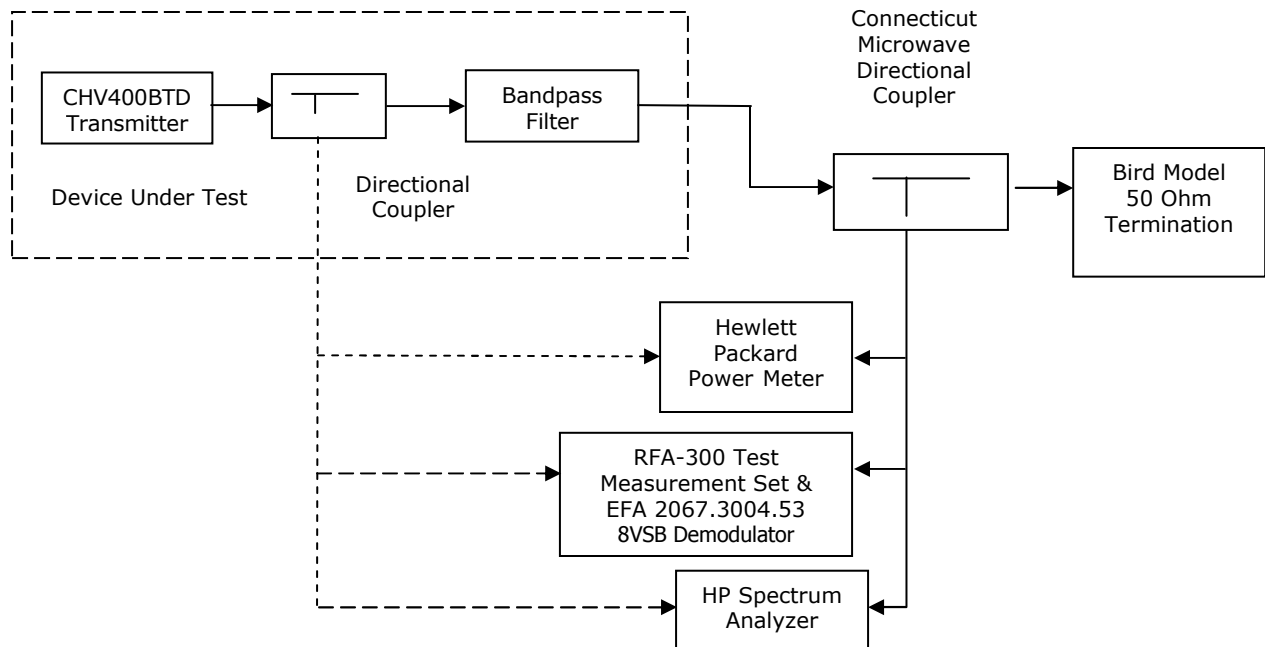 Connecticut
Microwave
Directional
Coupler
CHV400BTD
Transmitter
Bandpass
Filter
Device Under Test
Directional
Coupler
Bird Model
50 Ohm
Termination
Hewlett
Packard
Power Meter
RFA-300 Test
Measurement Set &
EFA 2067.3004.53
8VSB Demodulator
HP Spectrum
Analyzer